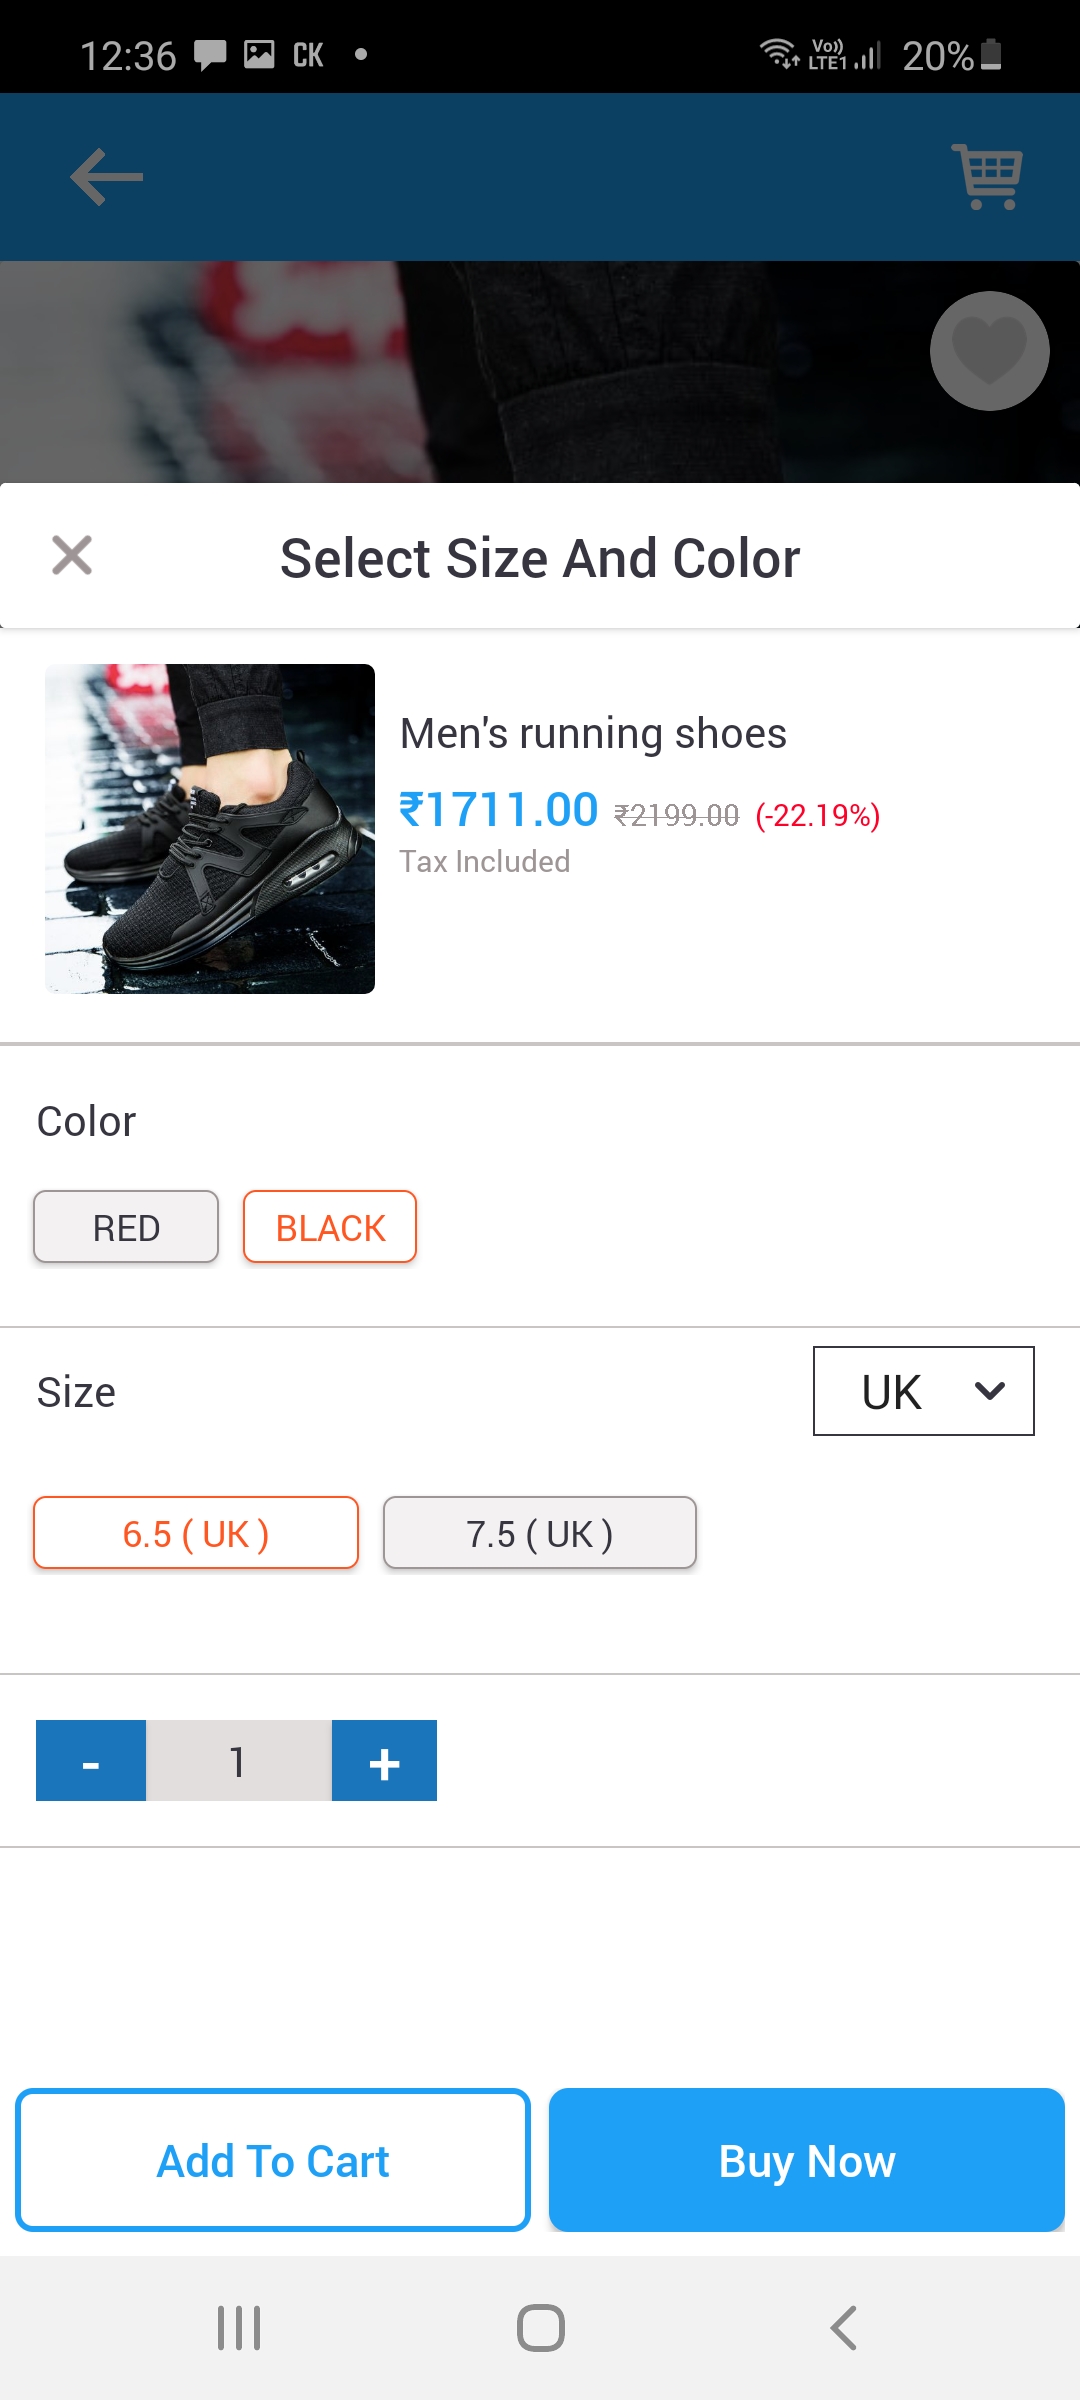 12:36 CK Vo)) LTE1 20%
Select Size And Color
Men's running shoes
₹1711.00 ₹2199.00 (-22.19%)
Tax Included
Color
RED BLACK
Size UK
6.5 ( UK ) 7.5 ( UK )
- 1 +
Add To Cart Buy Now